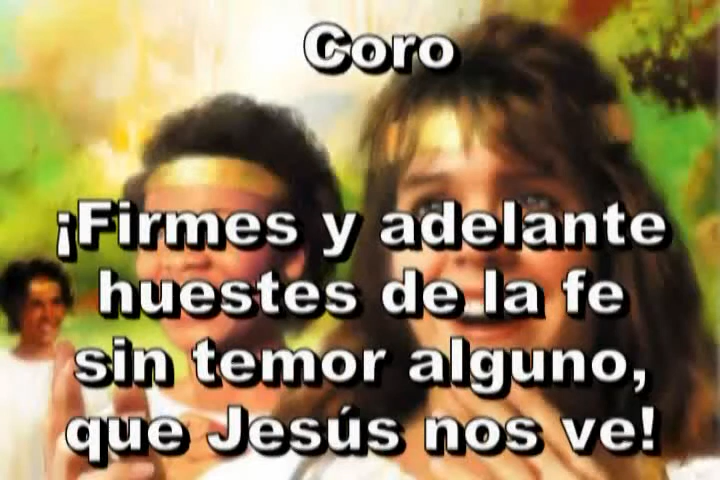 Coro
¡Firmes y adelante
huestes de la fe
sin temor alguno,
que Jesús nos ve!